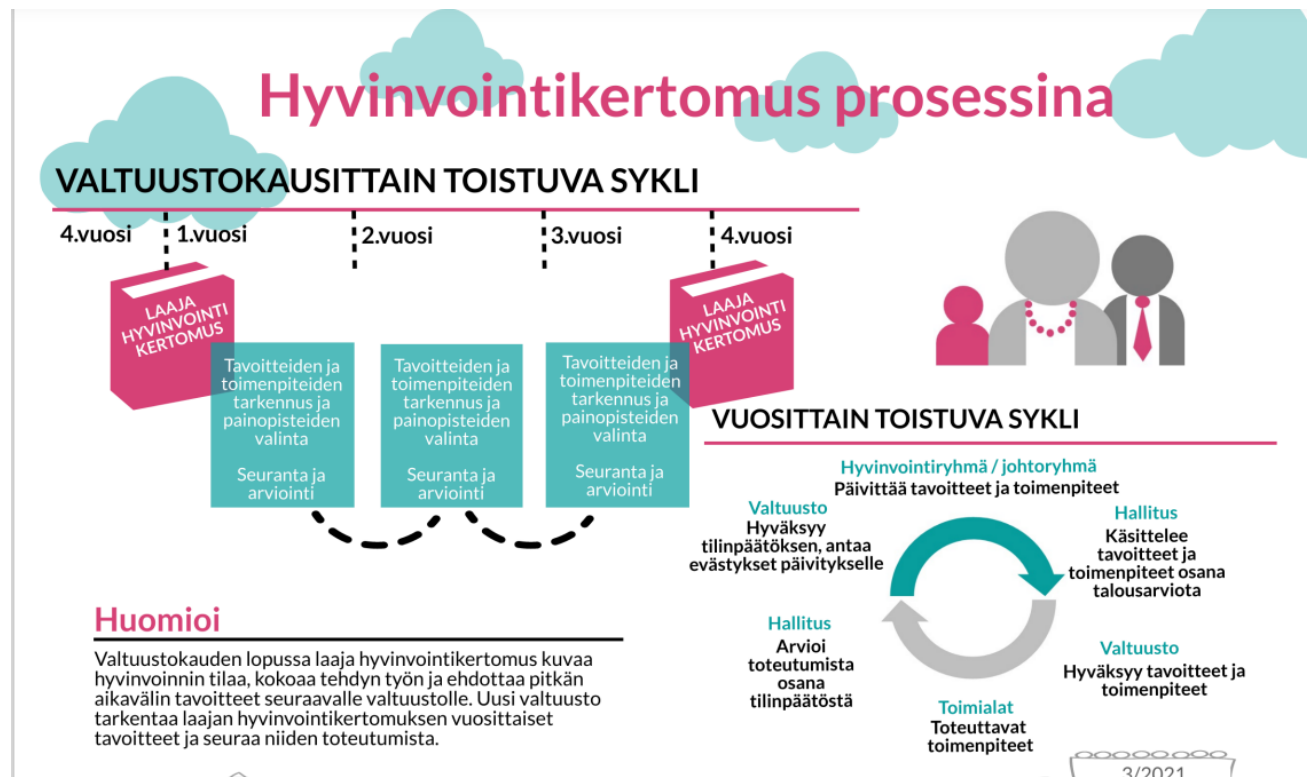 Hyvinvointikertomus prosessina
VALTUUSTOKAUSITTAIN TOISTUVA SYKLI
4.vuosi
1.vuosi
2.vuosi
3.vuosi
4.vuosi
LAAJA
HYVINVOINTI
KERTOMUS
Tavoitteiden ja
toimenpiteiden
tarkennus ja
painopisteiden
valinta
Seuranta ja
arviointi
Tavoitteiden ja
toimenpiteiden
tarkennus ja
painopisteiden
valinta
Seuranta ja
arviointi
Tavoitteiden ja
toimenpiteiden
tarkennus ja
painopisteiden
valinta
Seuranta ja
arviointi
LAAJA
HYVINVOINTI
KERTOMUS
VUOSITTAIN TOISTUVA SYKLI
Hyvinvointiryhmä / johtoryhmä
Päivittää tavoitteet ja toimenpiteet
Hallitus
Käsittelee
tavoitteet ja
toimenpiteet osana
talousarviota
Valtuusto
Hyväksyy tavoitteet ja
toimenpiteet
Toimialat
Toteuttavat
toimenpiteet
Hallitus
Arvioi
toteutumista
osana
tilinpäätöstä
Valtuusto
Hyväksyy
tilinpäätöksen, antaa
evästykset päivitykselle
Huomioi
Valtuustokauden lopussa laaja hyvinvointikertomus kuvaa
hyvinvoinnin tilaa, kokoaa tehdyn työn ja ehdottaa pitkän
aikavälin tavoitteet seuraavalle valtuustolle. Uusi valtuusto
tarkentaa laajan hyvinvointikertomuksen vuosittaiset
tavoitteet ja seuraa niiden toteutumista.
3/2021